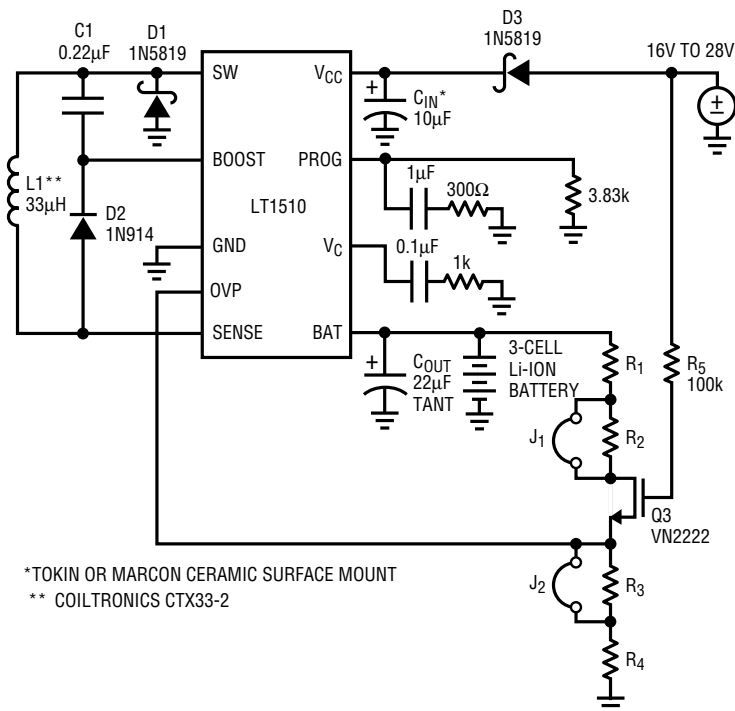 C1
0.22µF
D1
1N5819
D3
1N5819
16V TO 28V
SW
VCC
+
CIN*
10µF
+
−
BOOST
PROG
1µF
300Ω
3.83k
L1**
33µH
D2
1N914
LT1510
GND
VC
0.1µF
1k
OVP
SENSE
BAT
+
COUT
22µF
TANT
3-CELL
Li-ION
BATTERY
R1
R5
100k
J1
R2
Q3
VN2222
*TOKIN OR MARCON CERAMIC SURFACE MOUNT
** COILTRONICS CTX33-2
J2
R3
R4